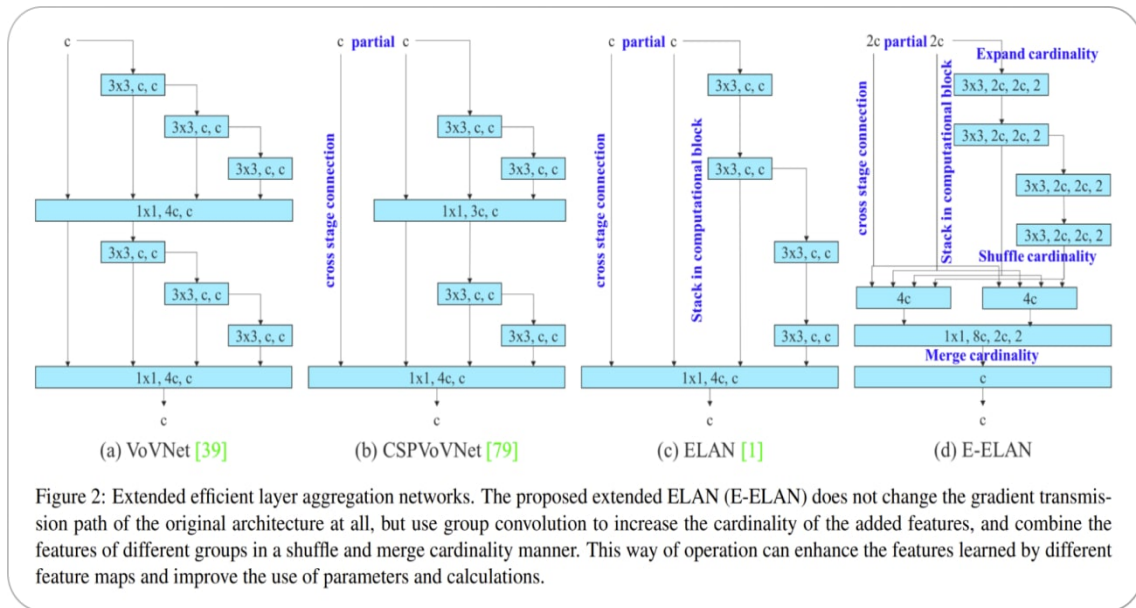 c
3x3, c, c
3x3, c, c
3x3, c, c
1x1, 4c, c
3x3, c, c
3x3, c, c
3x3, c, c
1x1, 4c, c
c
(a) VoVNet [39]
c partial c
cross stage connection
3x3, c, c
3x3, c, c
1x1, 3c, c
3x3, c, c
3x3, c, c
1x1, 4c, c
c
(b) CSPVoVNet [79]
c partial c
cross stage connection
Stack in computational block
3x3, c, c
3x3, c, c
3x3, c, c
3x3, c, c
1x1, 4c, c
c
(c) ELAN [1]
2c partial 2c
cross stage connection
Stack in computational block
Expand cardinality
3x3, 2c, 2c, 2
3x3, 2c, 2c, 2
3x3, 2c, 2c, 2
3x3, 2c, 2c, 2
Shuffle cardinality
4c
4c
1x1, 8c, 2c, 2
Merge cardinality
c
c
(d) E-ELAN
Figure 2: Extended efficient layer aggregation networks. The proposed extended ELAN (E-ELAN) does not change the gradient transmis-
sion path of the original architecture at all, but use group convolution to increase the cardinality of the added features, and combine the
features of different groups in a shuffle and merge cardinality manner. This way of operation can enhance the features learned by different
feature maps and improve the use of parameters and calculations.